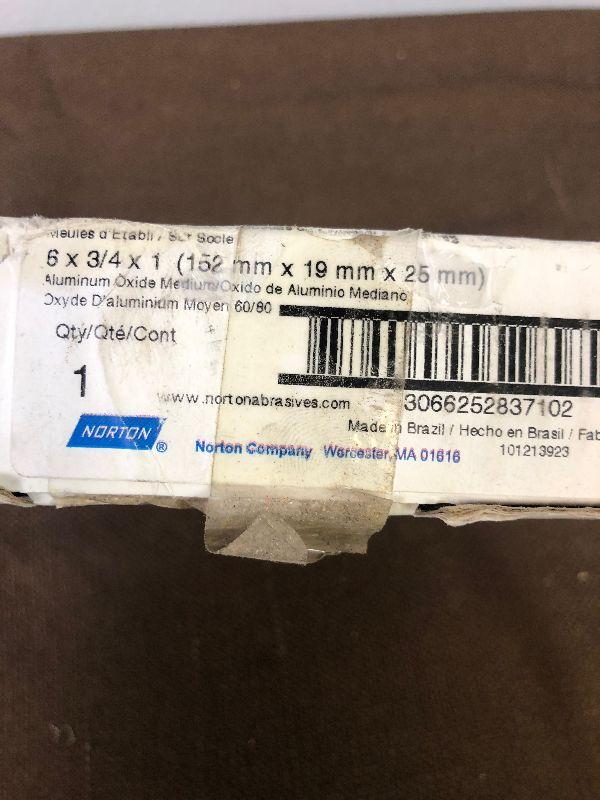 Meules d'Etabli / Sur Socle
6 x 3/4 x 1 (152 mm x 19 mm x 25 mm)
Aluminum Oxide Medium/Oxido de Aluminio Mediano
Oxyde D'aluminium Moyen 60/80
Qty/Qté/Cont
1
www.nortonabrasives.com
3066252837102
Made in Brazil / Hecho en Brasil / Fab
101213923
NORTON®
Norton Company Worcester, MA 01616